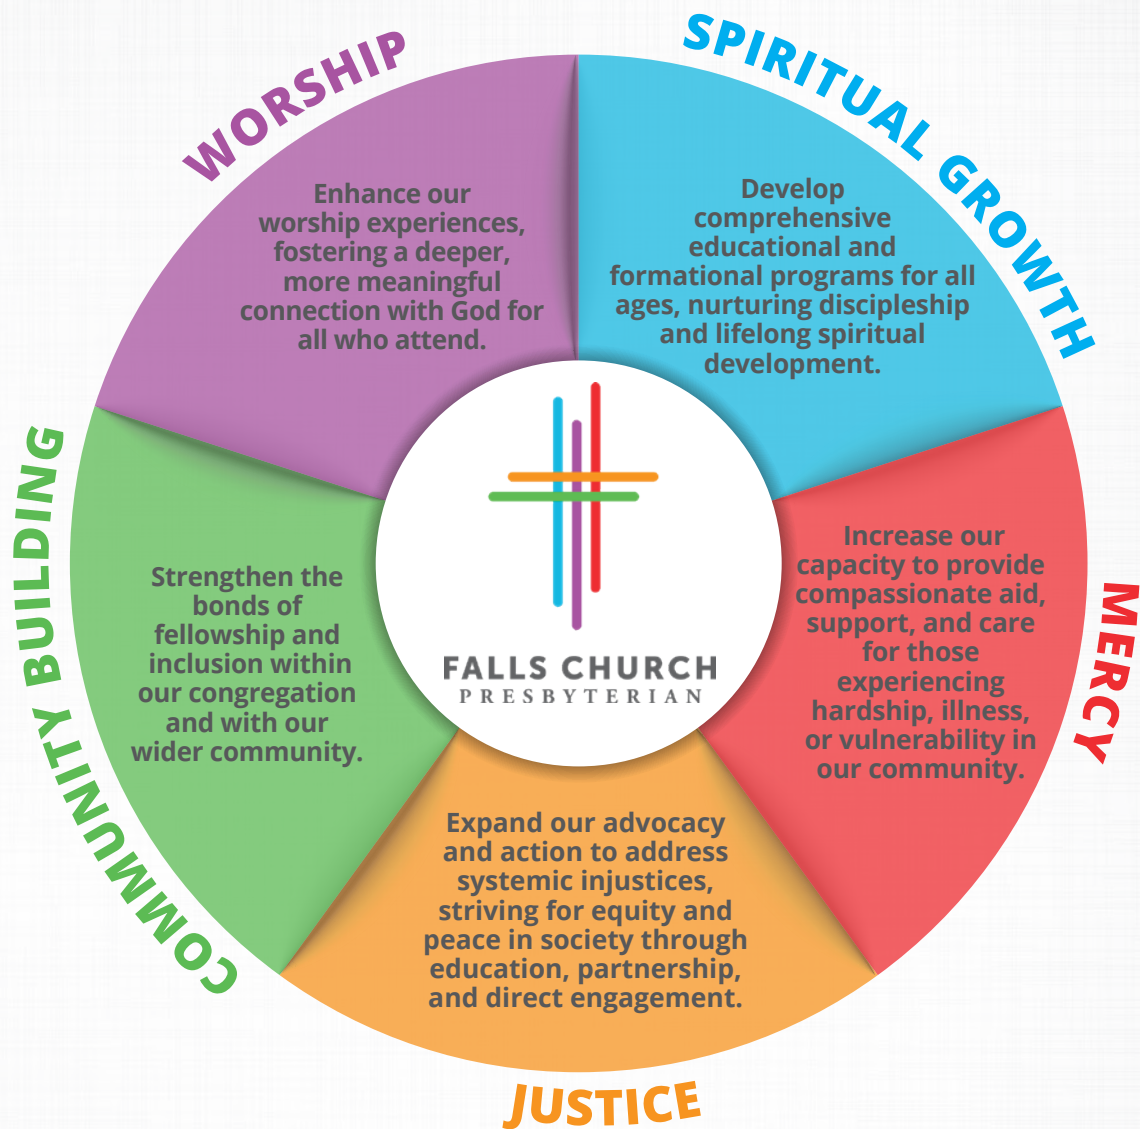 WORSHIP
Enhance our
worship experiences,
fostering a deeper,
more meaningful
connection with God for
all who attend.
SPIRITUAL GROWTH
Develop
comprehensive
educational and
formational programs for all
ages, nurturing discipleship
and lifelong spiritual
development.
MERCY
Increase our
capacity to provide
compassionate aid,
support, and care
for those
experiencing
hardship, illness,
or vulnerability in
our community.
JUSTICE
Expand our advocacy
and action to address
systemic injustices,
striving for equity and
peace in society through
education, partnership,
and direct engagement.
COMMUNITY BUILDING
Strengthen the
bonds of
fellowship and
inclusion within
our congregation
and with our
wider community.
FALLS CHURCH
PRESBYTERIAN